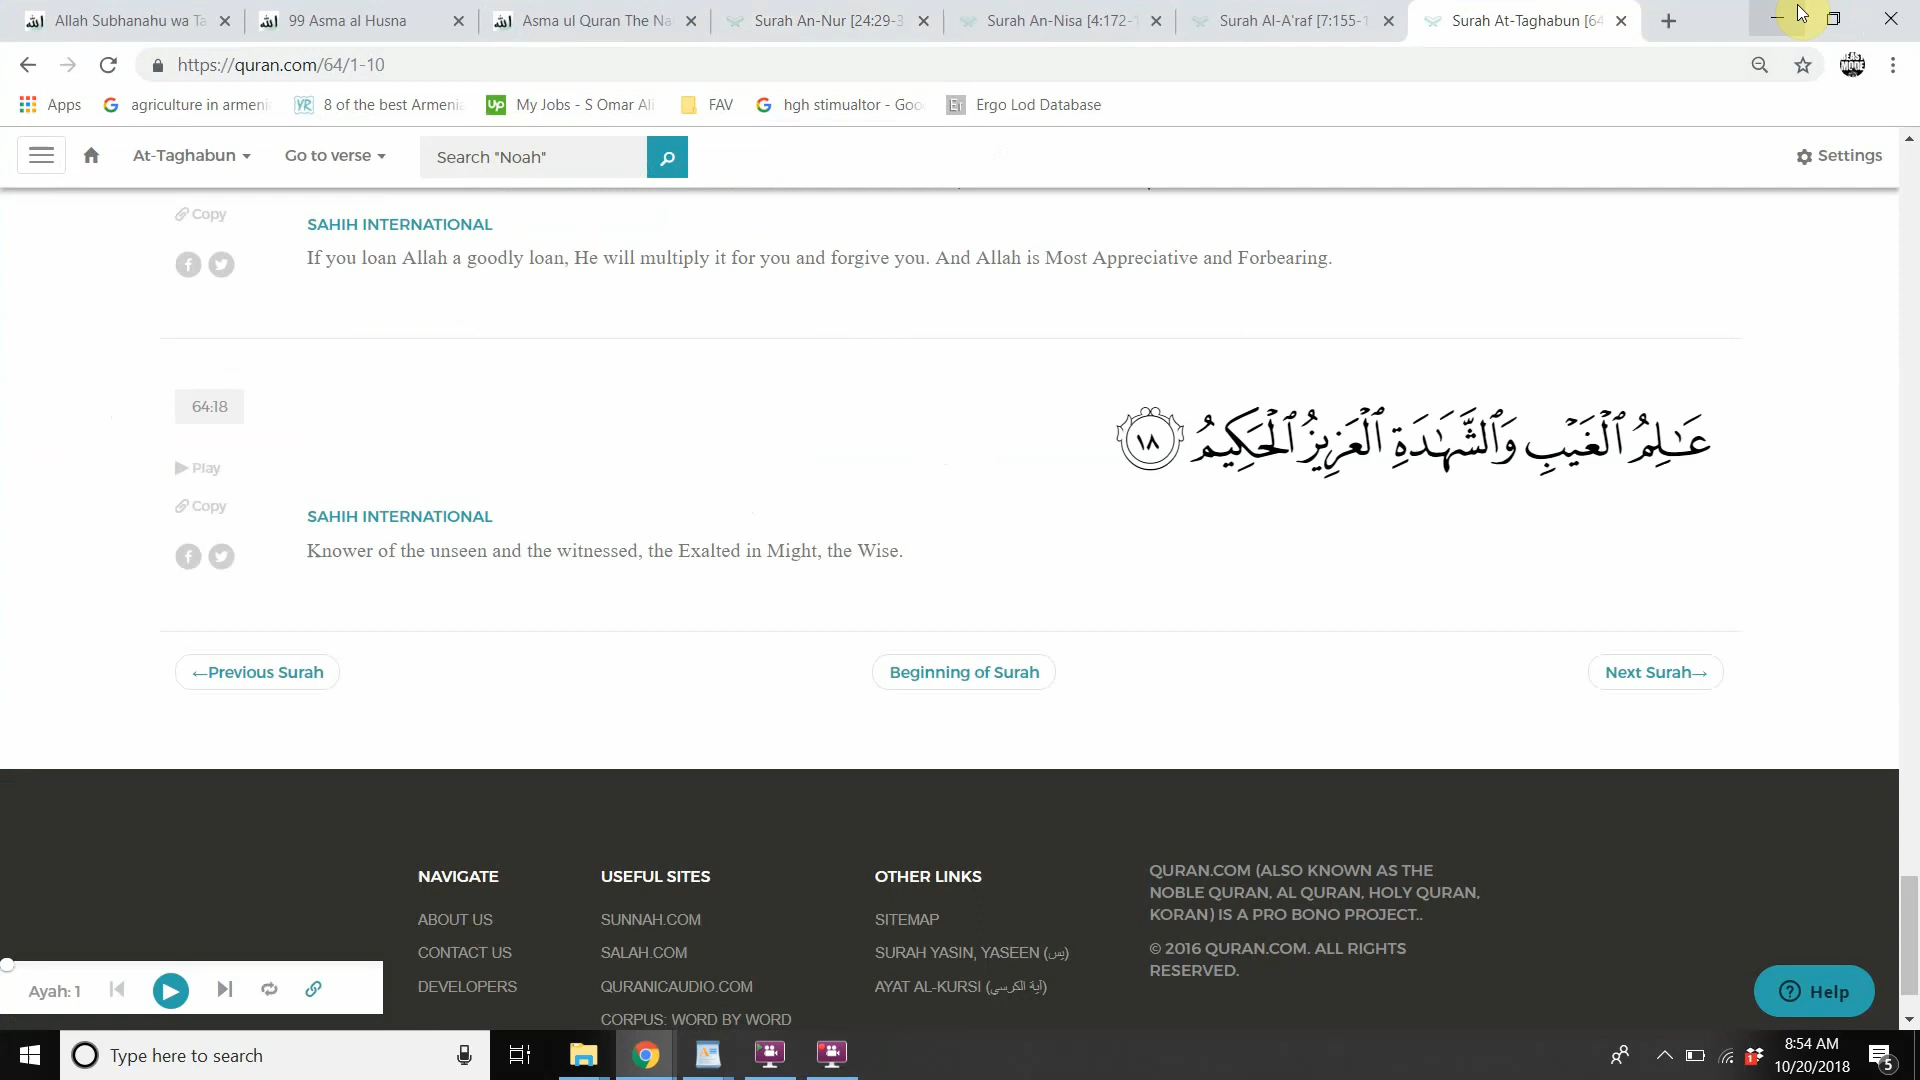 Allah Subhanahu wa Ta
99 Asma al Husna
Asma ul Quran The Na
Surah An-Nur [24:29-3
Surah An-Nisa [4:172-1
Surah Al-A'raf [7:155-1
Surah At-Taghabun [64
https://quran.com/64/1-10
Apps
agriculture in armeni
8 of the best Armenia
My Jobs - S Omar Ali
FAV
hgh stimualtor - Goo
Ergo Lod Database
At-Taghabun
Go to verse
Search "Noah"
Settings
Copy
SAHIH INTERNATIONAL
If you loan Allah a goodly loan, He will multiply it for you and forgive you. And Allah is Most Appreciative and Forbearing.
64:18
عَـٰلِمُ ٱلْغَيْبِ وَٱلشَّهَـٰدَةِ ٱلْعَزِيزُ ٱلْحَكِيمُ ١٨
Play
Copy
SAHIH INTERNATIONAL
Knower of the unseen and the witnessed, the Exalted in Might, the Wise.
←Previous Surah
Beginning of Surah
Next Surah→
NAVIGATE
ABOUT US
CONTACT US
DEVELOPERS
USEFUL SITES
SUNNAH.COM
SALAH.COM
QURANICAUDIO.COM
CORPUS: WORD BY WORD
OTHER LINKS
SITEMAP
SURAH YASIN, YASEEN (يس)
AYAT AL-KURSI (آية الكرسي)
QURAN.COM (ALSO KNOWN AS THE
NOBLE QURAN, AL QURAN, HOLY QURAN,
KORAN) IS A PRO BONO PROJECT..
© 2016 QURAN.COM. ALL RIGHTS
RESERVED.
Ayah: 1
Help
Type here to search
8:54 AM
10/20/2018
5